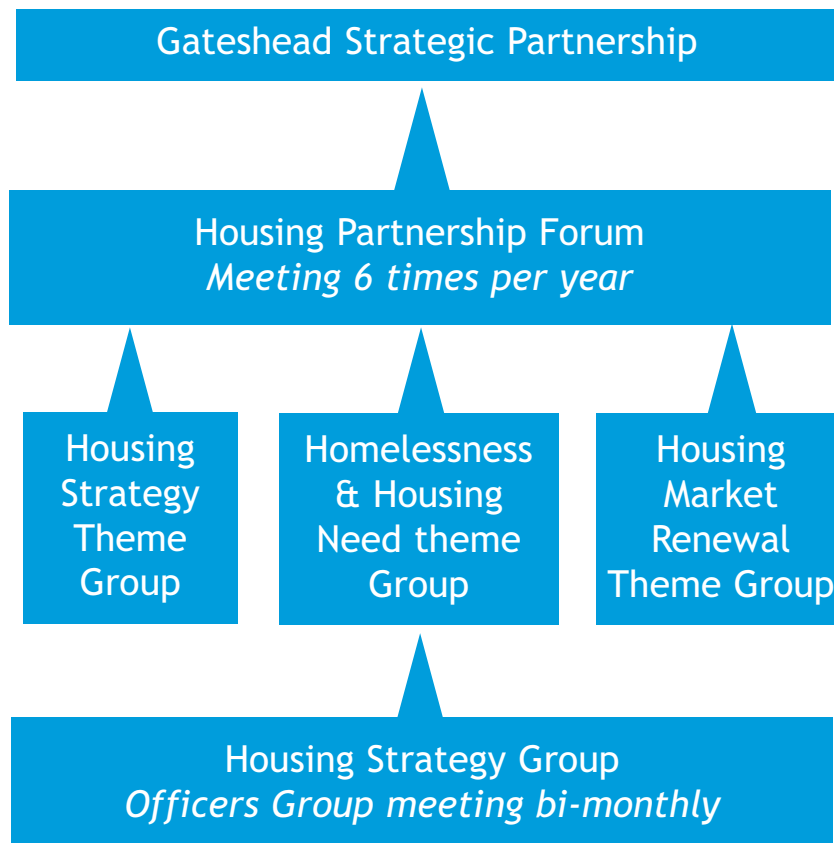 Gateshead Strategic Partnership
Housing Partnership Forum
Meeting 6 times per year
Housing
Strategy
Theme
Group
Homelessness
& Housing
Need theme
Group
Housing
Market
Renewal
Theme Group
Housing Strategy Group
Officers Group meeting bi-monthly